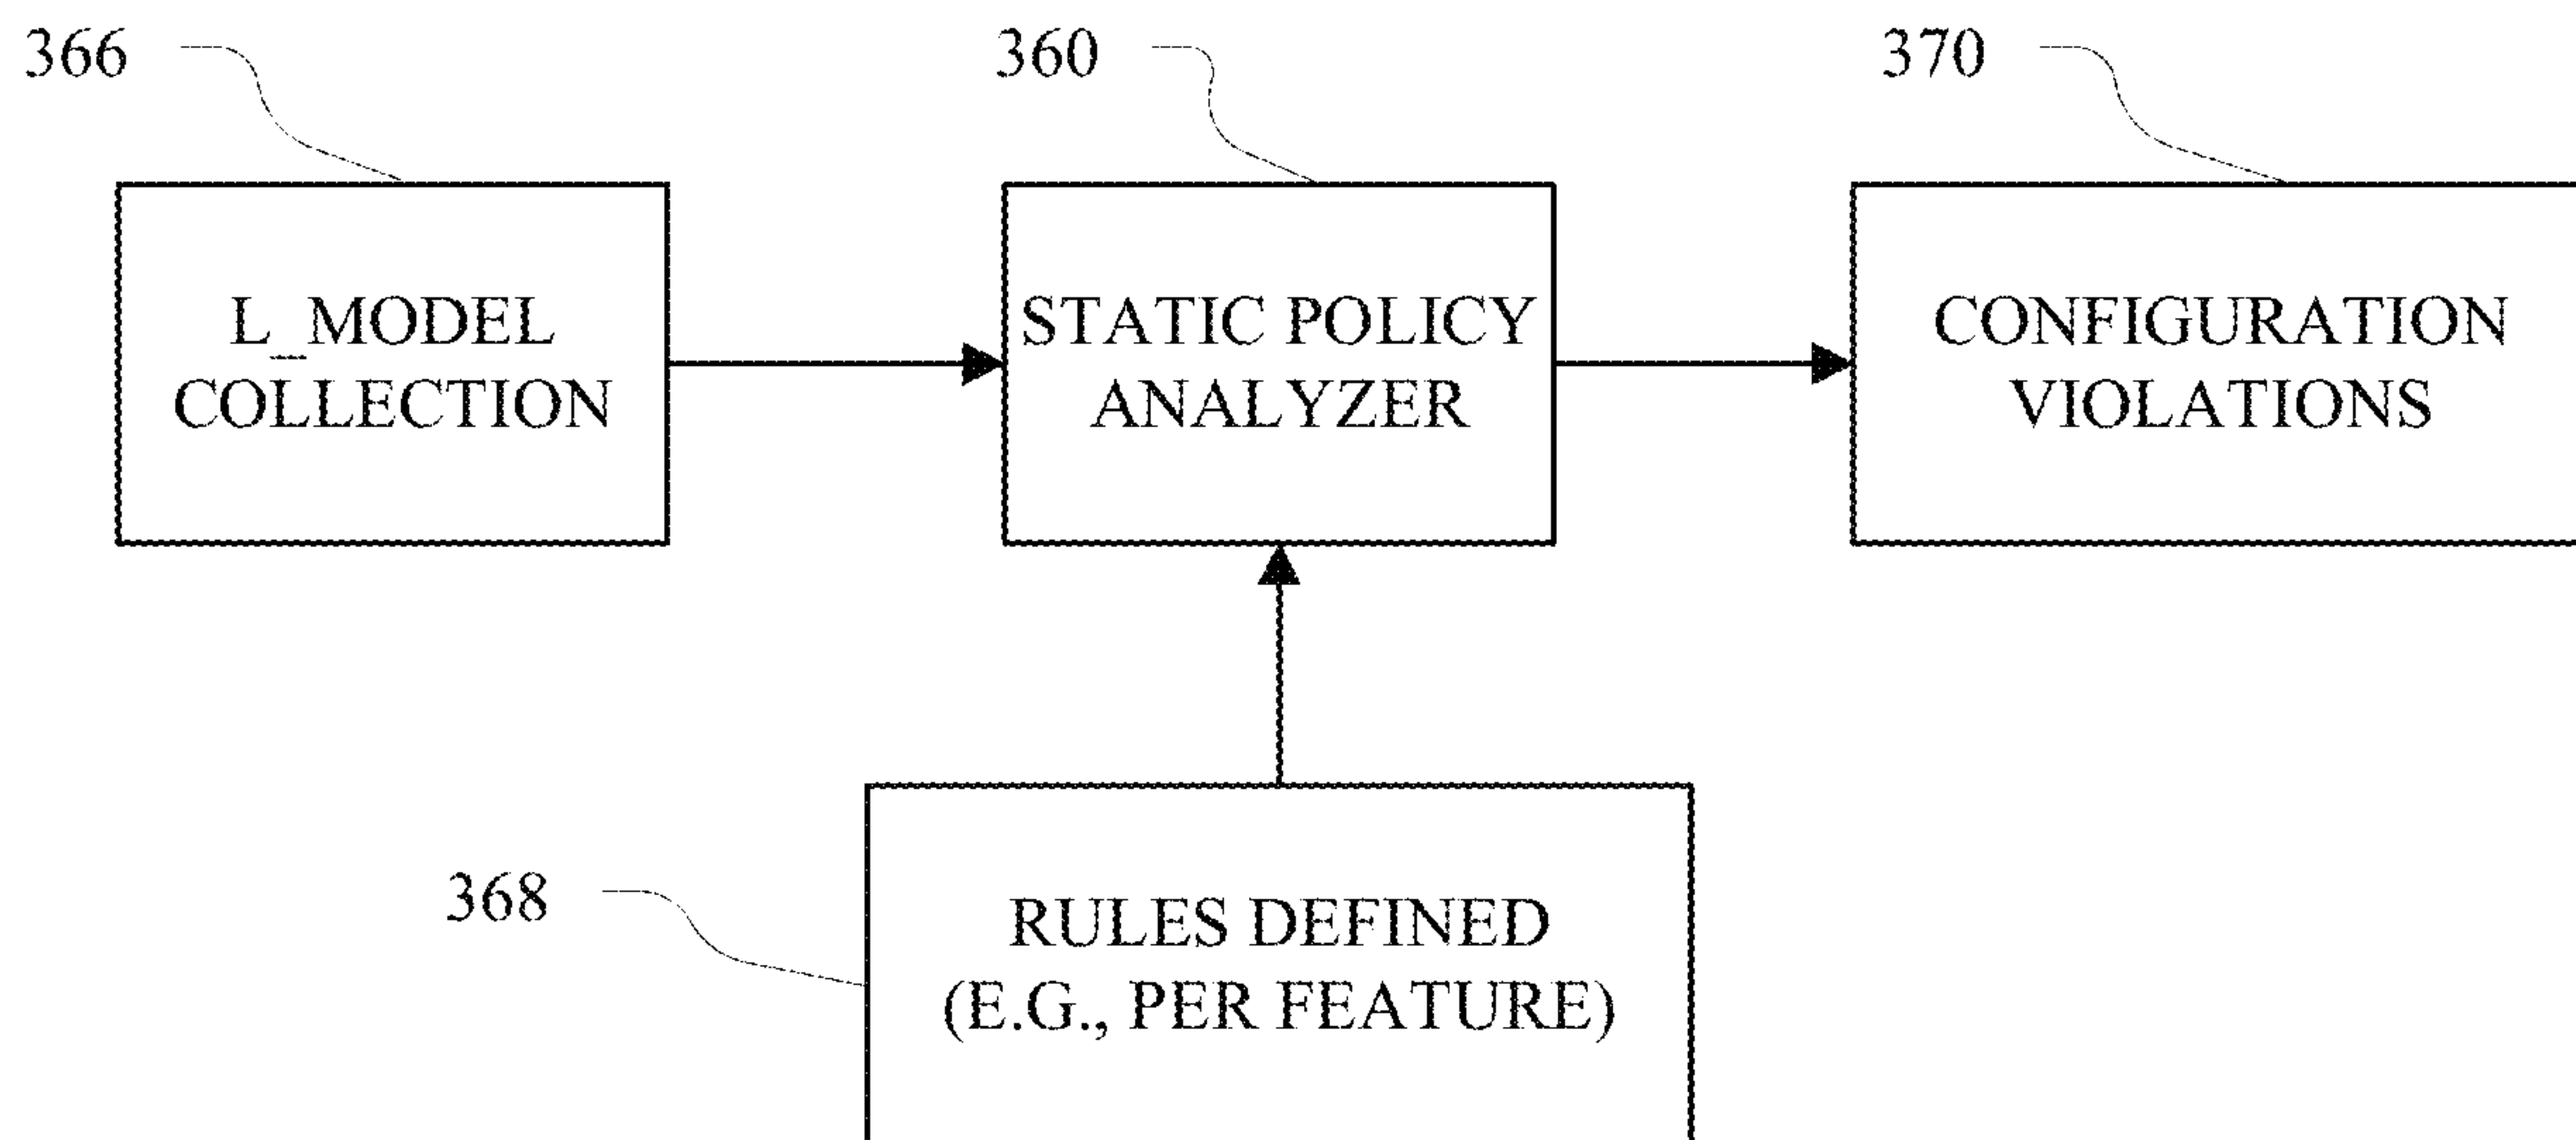 366
360
370
L_MODEL
COLLECTION
STATIC POLICY
ANALYZER
CONFIGURATION
VIOLATIONS
368
RULES DEFINED
(E.G., PER FEATURE)